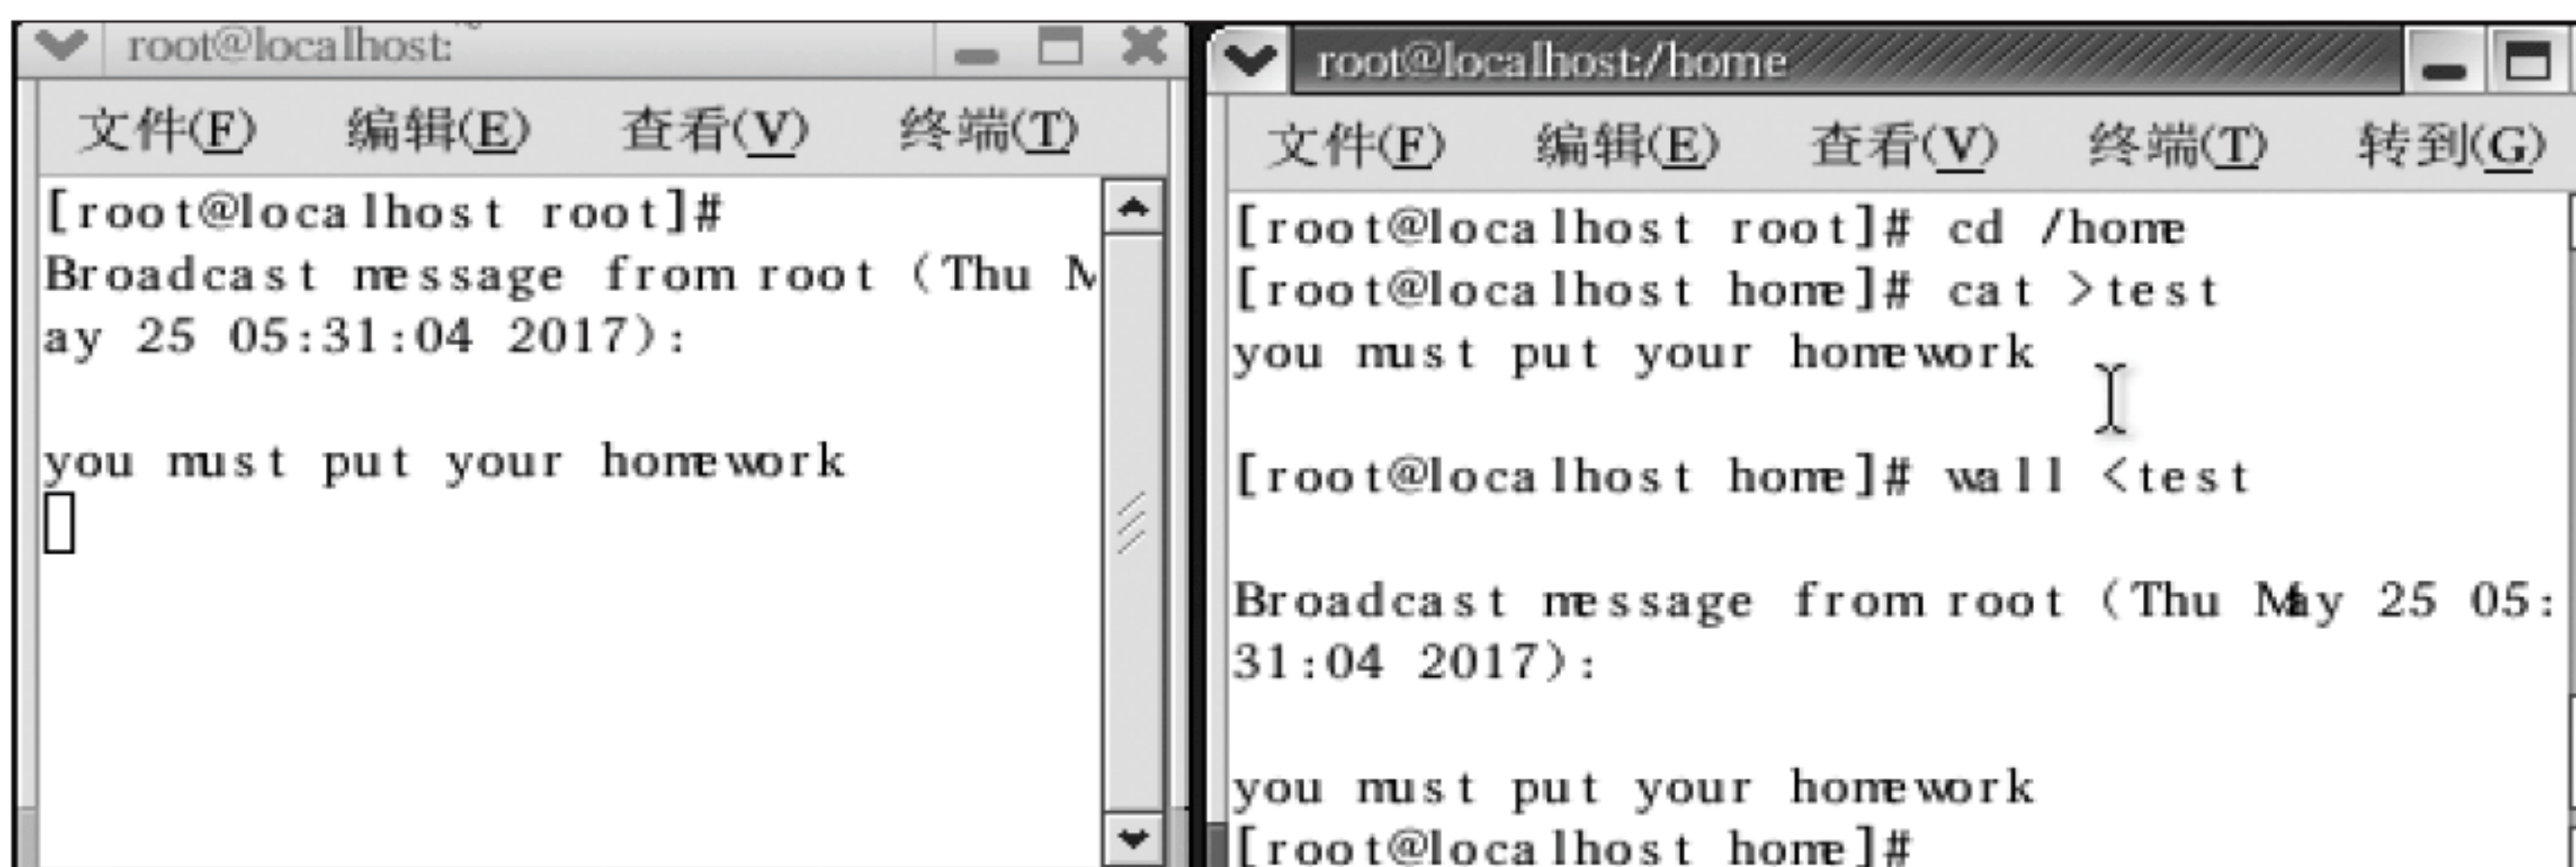 root@localhost:~
文件(F) 编辑(E) 查看(V) 终端(T)
[root@localhost root]#
Broadcast message from root (Thu M
ay 25 05:31:04 2017):
you must put your homework
root@localhost:/home
文件(F) 编辑(E) 查看(V) 终端(T) 转到(G)
[root@localhost root]# cd /home
[root@localhost home]# cat >test
you must put your homework
[root@localhost home]# wall <test
Broadcast message from root (Thu May 25 05:
31:04 2017):
you must put your homework
[root@localhost home]#